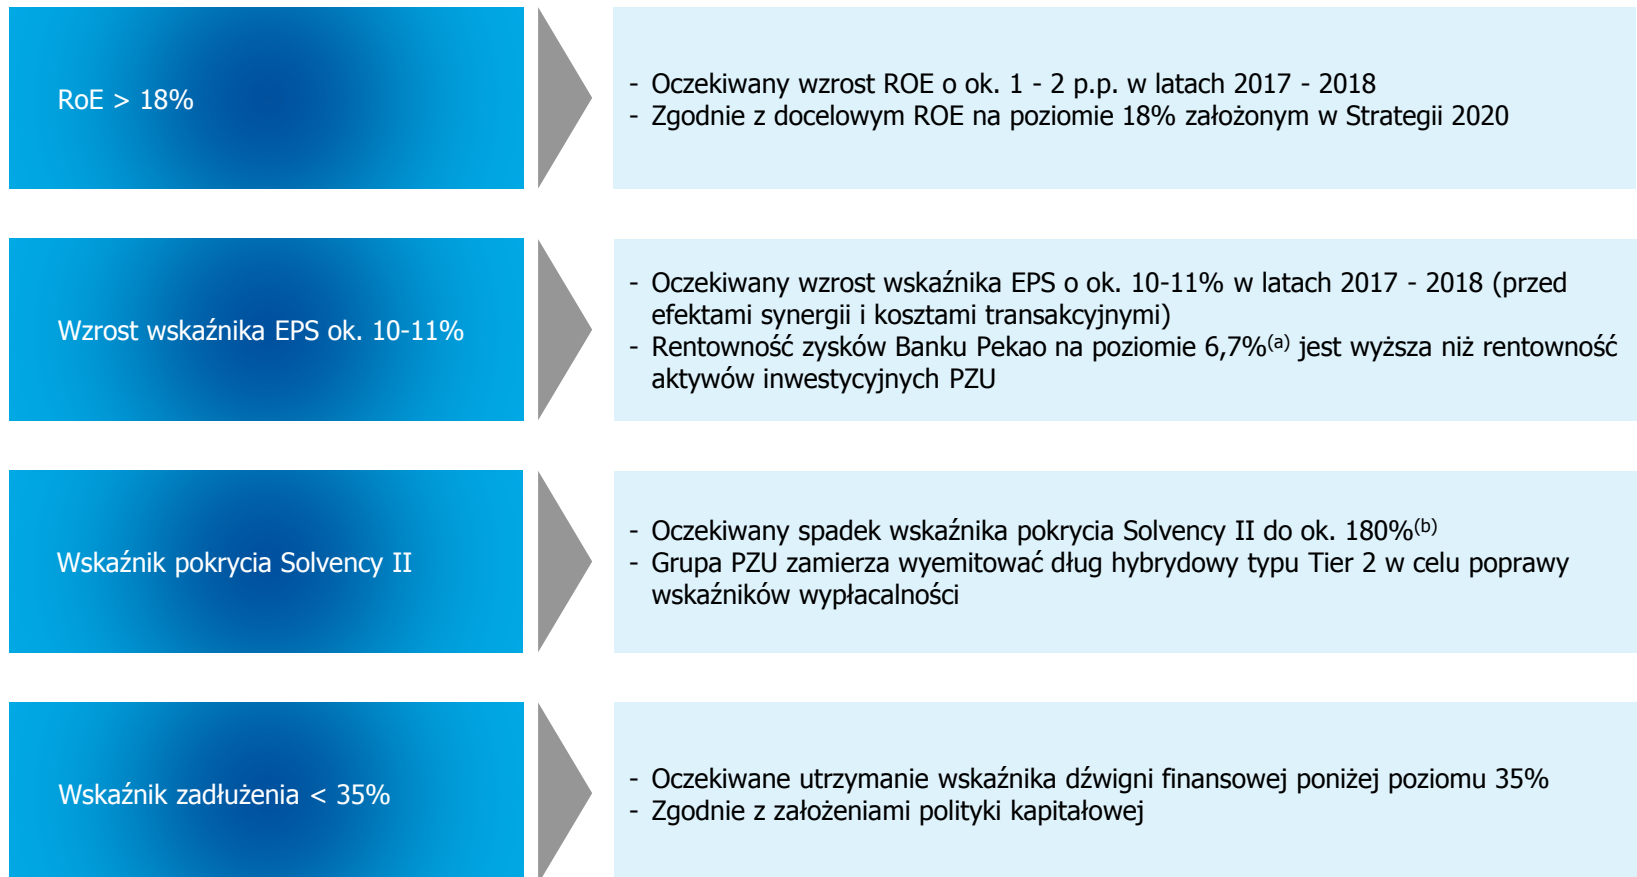 RoE > 18%
- Oczekiwany wzrost ROE o ok. 1 - 2 p.p. w latach 2017 - 2018
- Zgodnie z docelowym ROE na poziomie 18% założonym w Strategii 2020
Wzrost wskaźnika EPS ok. 10-11%
- Oczekiwany wzrost wskaźnika EPS o ok. 10-11% w latach 2017 - 2018 (przed
efektami synergii i kosztami transakcyjnymi)
- Rentowność zysków Banku Pekao na poziomie 6,7%(a) jest wyższa niż rentowność
aktywów inwestycyjnych PZU
Wskaźnik pokrycia Solvency II
- Oczekiwany spadek wskaźnika pokrycia Solvency II do ok. 180%(b)
- Grupa PZU zamierza wyemitować dług hybrydowy typu Tier 2 w celu poprawy
wskaźników wypłacalności
Wskaźnik zadłużenia < 35%
- Oczekiwane utrzymanie wskaźnika dźwigni finansowej poniżej poziomu 35%
- Zgodnie z założeniami polityki kapitałowej